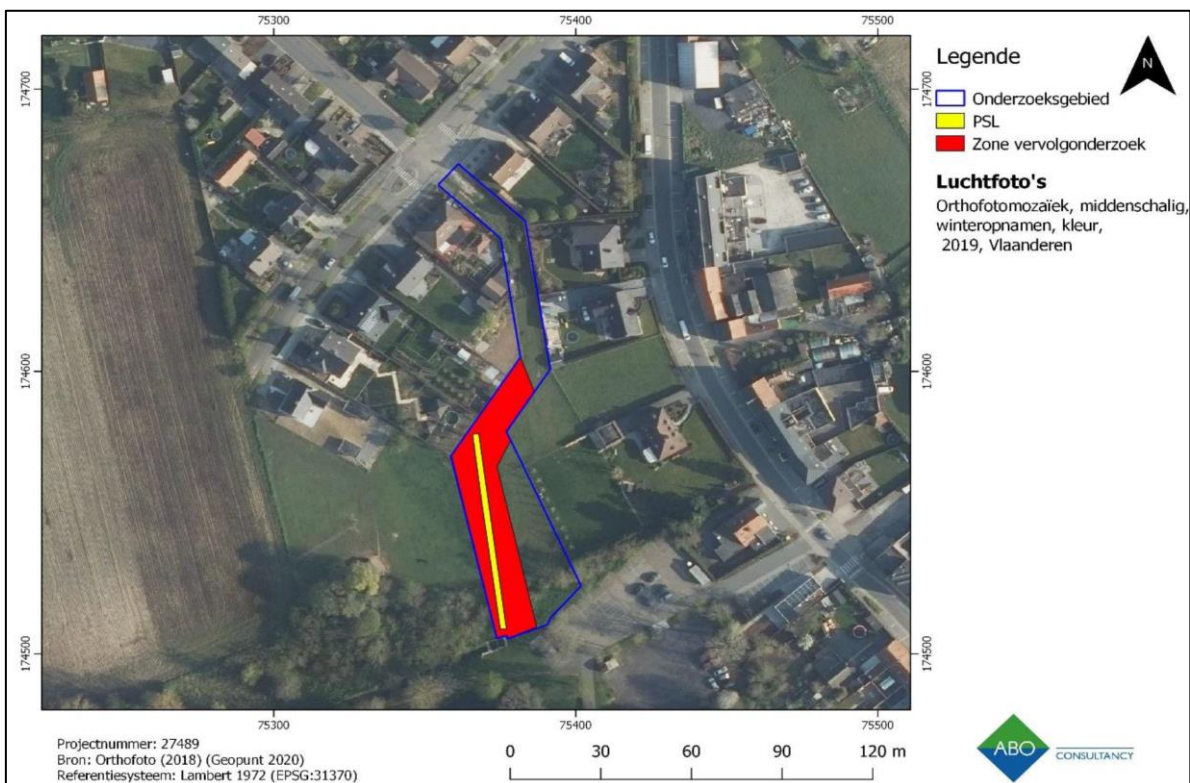 75300
75400
75500
174700
174700
174600
174600
174500
174500
75300
75400
75500
Legende
N
Onderzoeksgebied
PSL
Zone vervolgonderzoek
Luchtfoto's
Orthofotomozaïek, middenschalig,
winteropnamen, kleur,
2019, Vlaanderen
Projectnummer: 27489
Bron: Orthofoto (2018) (Geopunt 2020)
Referentiesysteem: Lambert 1972 (EPSG:31370)
0 30 60 90 120 m
ABO
CONSULTANCY